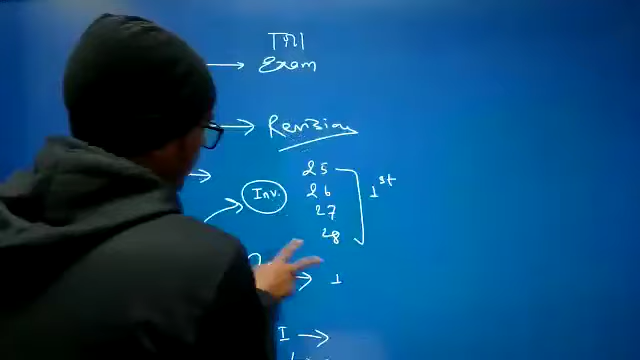 Till
→ Exam
→ Revision
→
→ Inv. 25
26 1st
27
28
→ 1
I →